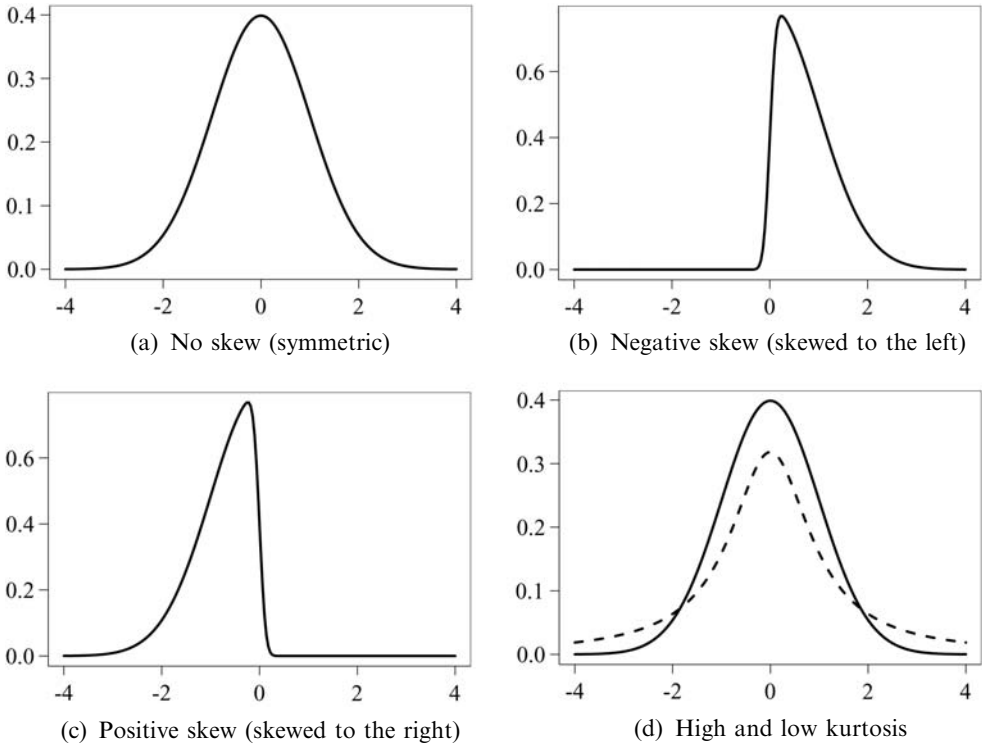 0.4
0.3
0.2
0.1
0.0
-4 -2 0 2 4
(a) No skew (symmetric)
0.6
0.4
0.2
0.0
-4 -2 0 2 4
(b) Negative skew (skewed to the left)
0.6
0.4
0.2
0.0
-4 -2 0 2 4
(c) Positive skew (skewed to the right)
0.4
0.3
0.2
0.1
0.0
-4 -2 0 2 4
(d) High and low kurtosis